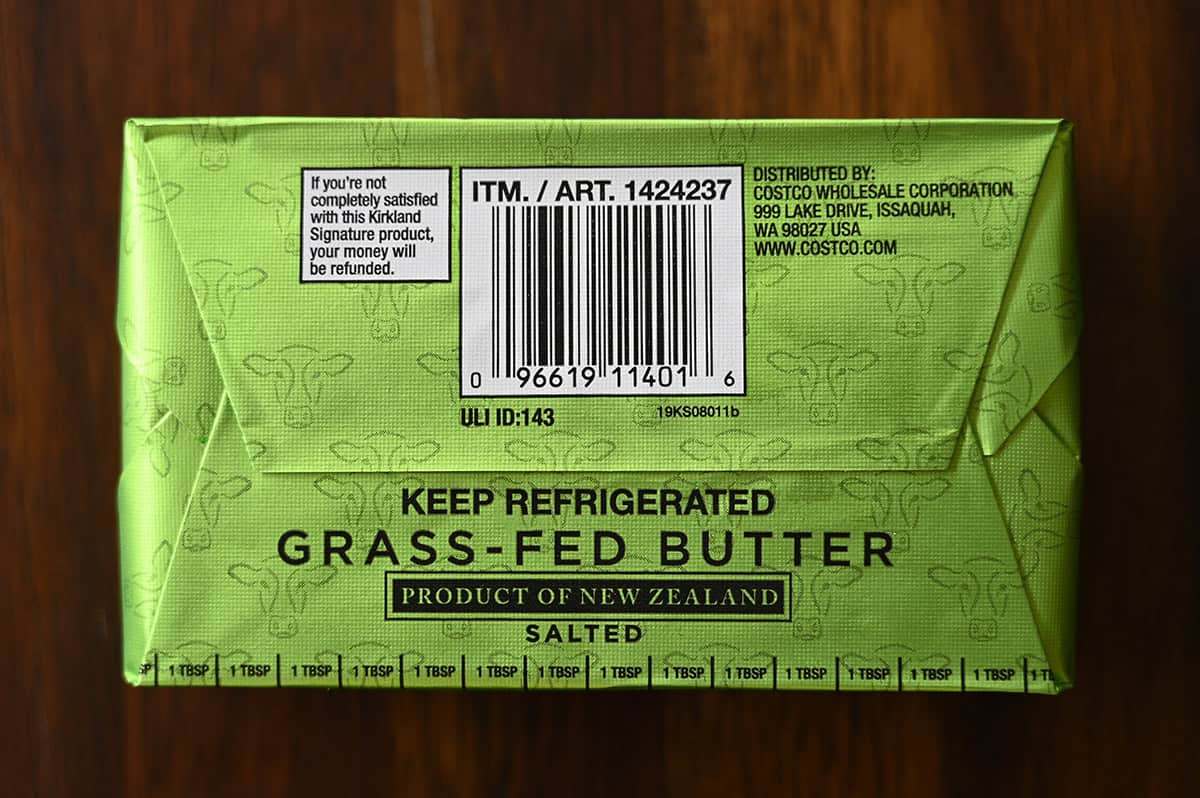 If you're not
completely satisfied
with this Kirkland
Signature product,
your money will
be refunded.
ITM. / ART. 1424237
0 96619 11401 6
ULI ID:143
19KS08011b
DISTRIBUTED BY:
COSTCO WHOLESALE CORPORATION
999 LAKE DRIVE, ISSAQUAH,
WA 98027 USA
WWW.COSTCO.COM
KEEP REFRIGERATED
GRASS-FED BUTTER
PRODUCT OF NEW ZEALAND
SALTED
SP 1 TBSP 1 TBSP 1 TBSP 1 TBSP 1 TBSP 1 TBSP 1 TBSP 1 TBSP 1 TBSP 1 TBSP 1 TBSP 1 TBSP 1 TBSP 1 TBSP 1 TB